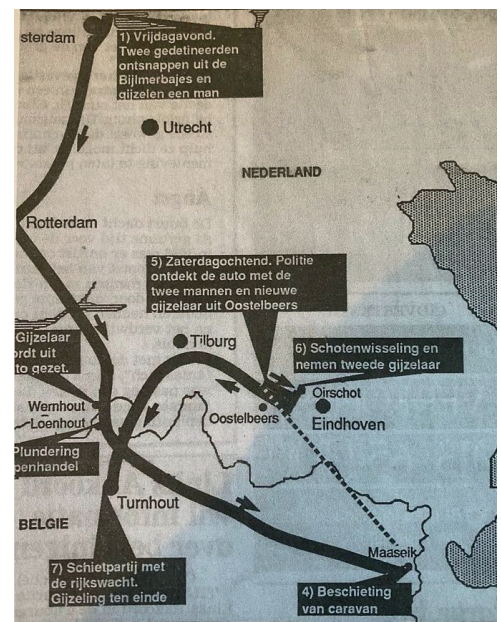 sterdam
1) Vrijdagavond.
Twee gedetineerden
ontsnappen uit de
Bijlmerbajes en
gijzelen een man
Utrecht
NEDERLAND
Rotterdam
5) Zaterdagochtend. Politie
ontdekt de auto met de
twee mannen en nieuwe
gijzelaar uit Oostelbeers
Gijzelaar
ordt uit
to gezet.
Tilburg
6) Schotenwisseling en
nemen tweede gijzelaar
Oirschot
Wernhout
Loenhout
Oostelbeers
Eindhoven
Plundering
penhandel
Turnhout
BELGIE
Maaseik
7) Schietpartij met
de rijkswacht.
Gijzeling ten einde
4) Beschieting
van caravan